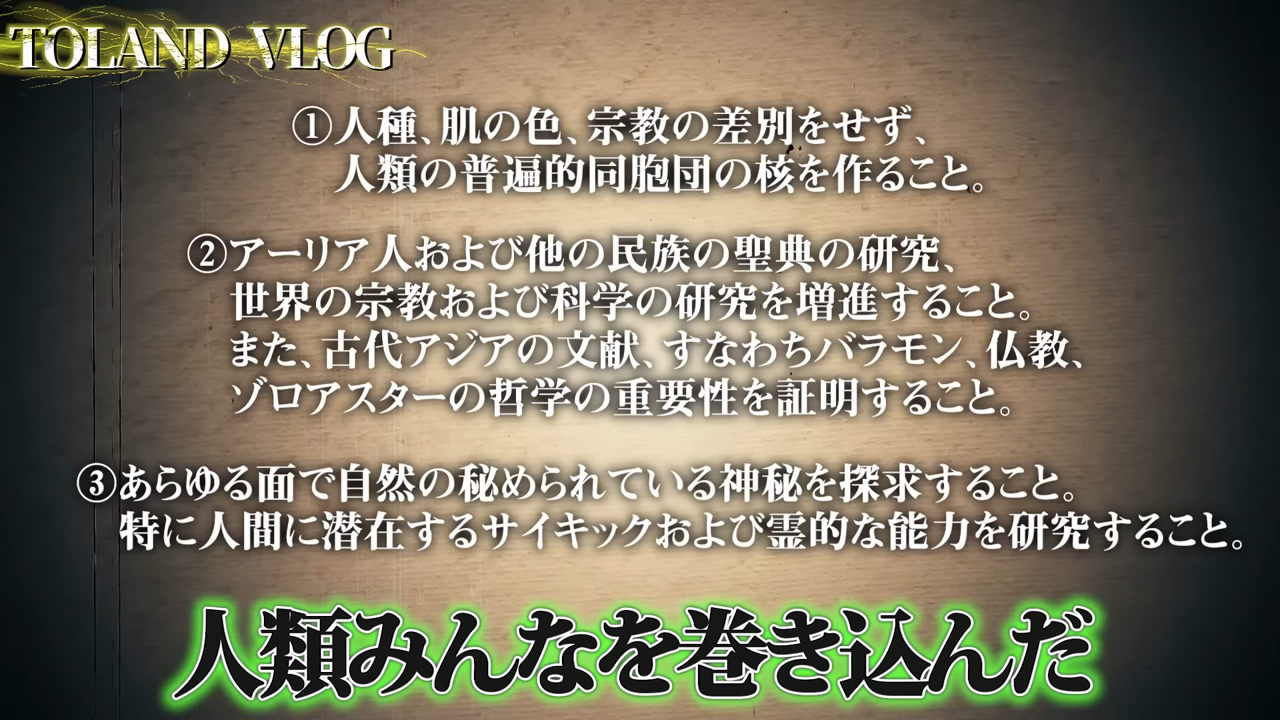 TOLAND VLOG
①人種、肌の色、宗教の差別をせず、
人類の普遍的同胞団の核を作ること。
②アーリア人および他の民族の聖典の研究、
世界の宗教および科学の研究を増進すること。
また、古代アジアの文献、すなわちバラモン、仏教、
ゾロアスターの哲学の重要性を証明すること。
③あらゆる面で自然の秘められている神秘を探求すること。
特に人間に潜在するサイキックおよび霊的な能力を研究すること。
人類みんなを巻き込んだ